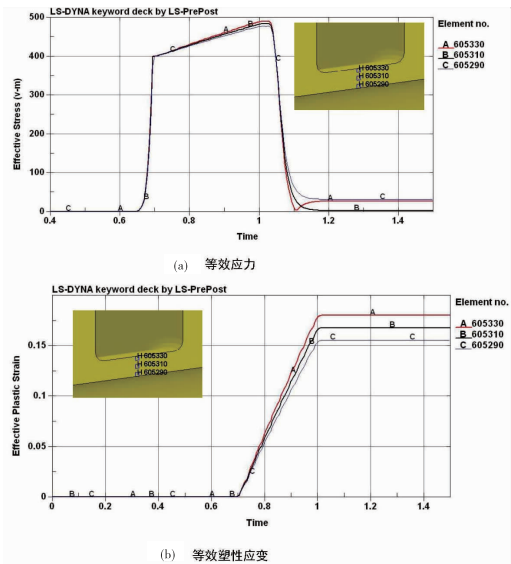 LS-DYNA keyword deck by LS-PrePost
Element no.
A 605330
B 605310
C 605290
Effective Stress (v-m)
500
400
300
200
100
0
0.4
0.6
0.8
1
1.2
1.4
Time
H 605330
H 605310
H 605290
A
B
C
C
C
A
B
A
C
B
(a) 等效应力
LS-DYNA keyword deck by LS-PrePost
Element no.
A 605330
B 605310
C 605290
Effective Plastic Strain
0.15
0.1
0.05
0
0
0.2
0.4
0.6
0.8
1
1.2
1.4
Time
H 605330
H 605310
H 605290
A
B
B
C
C
A
C
B C A B C A B
(b) 等效塑性应变